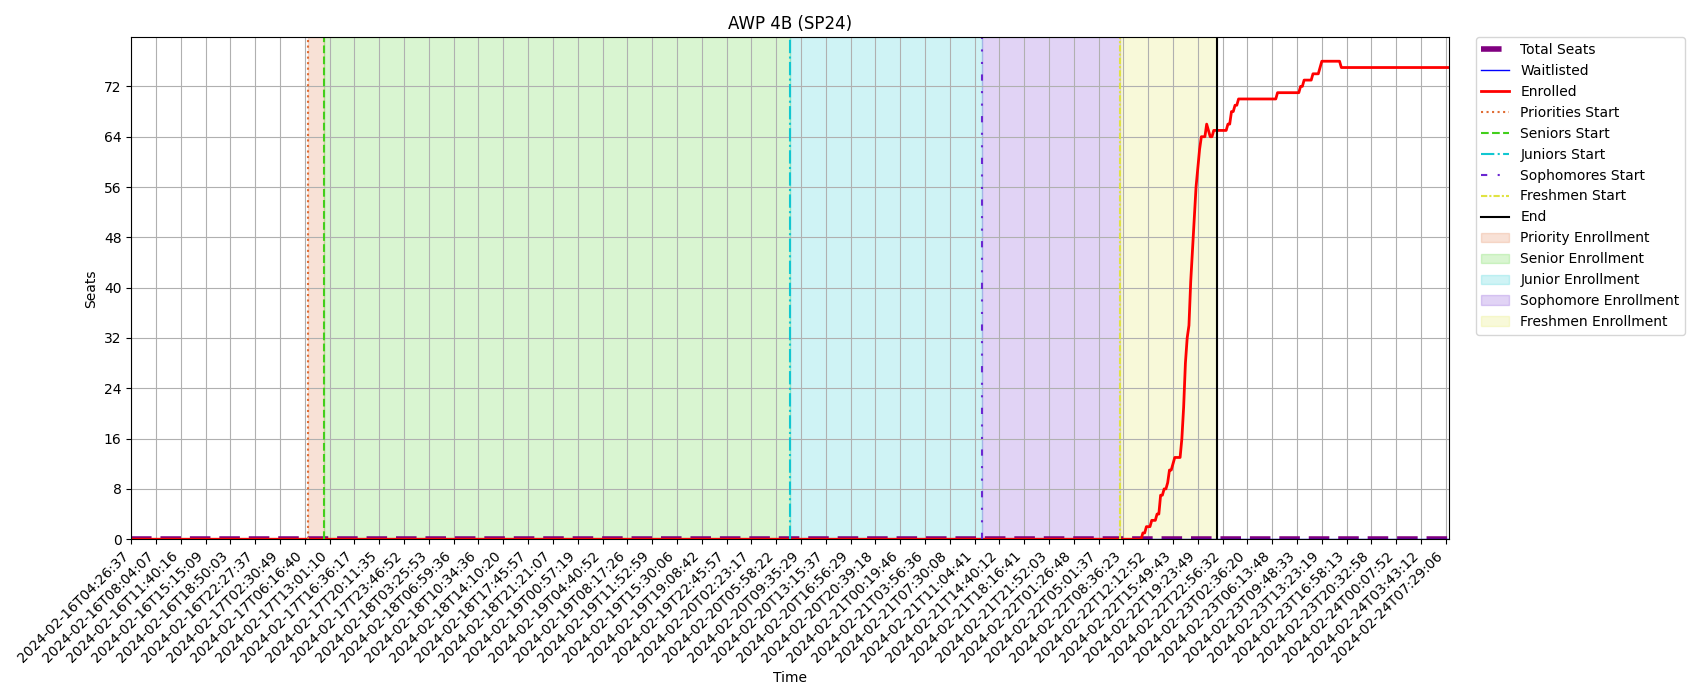 AWP 4B (SP24)
Seats
72
64
56
48
40
32
24
16
8
0
2024-02-16T04:26:37
2024-02-16T08:04:07
2024-02-16T11:40:16
2024-02-16T15:15:09
2024-02-16T18:50:03
2024-02-16T22:27:37
2024-02-17T02:30:49
2024-02-17T06:16:40
2024-02-17T13:01:10
2024-02-17T16:36:17
2024-02-17T20:11:35
2024-02-17T23:46:52
2024-02-18T03:25:53
2024-02-18T06:59:36
2024-02-18T10:34:36
2024-02-18T14:10:20
2024-02-18T17:45:57
2024-02-18T21:21:07
2024-02-19T00:57:19
2024-02-19T04:40:52
2024-02-19T08:17:26
2024-02-19T11:52:59
2024-02-19T15:30:06
2024-02-19T19:08:42
2024-02-19T22:45:57
2024-02-20T02:23:17
2024-02-20T05:58:22
2024-02-20T09:35:29
2024-02-20T13:15:37
2024-02-20T16:56:29
2024-02-20T20:39:18
2024-02-21T00:19:46
2024-02-21T03:56:36
2024-02-21T07:30:08
2024-02-21T11:04:41
2024-02-21T14:40:12
2024-02-21T18:16:41
2024-02-21T21:52:03
2024-02-22T01:26:48
2024-02-22T05:01:37
2024-02-22T08:36:23
2024-02-22T12:12:52
2024-02-22T15:49:43
2024-02-22T19:23:49
2024-02-22T22:56:32
2024-02-23T02:36:20
2024-02-23T06:13:48
2024-02-23T09:48:33
2024-02-23T13:23:19
2024-02-23T16:58:13
2024-02-23T20:32:58
2024-02-24T00:07:52
2024-02-24T03:43:12
2024-02-24T07:29:06
Time
Total Seats
Waitlisted
Enrolled
Priorities Start
Seniors Start
Juniors Start
Sophomores Start
Freshmen Start
End
Priority Enrollment
Senior Enrollment
Junior Enrollment
Sophomore Enrollment
Freshmen Enrollment